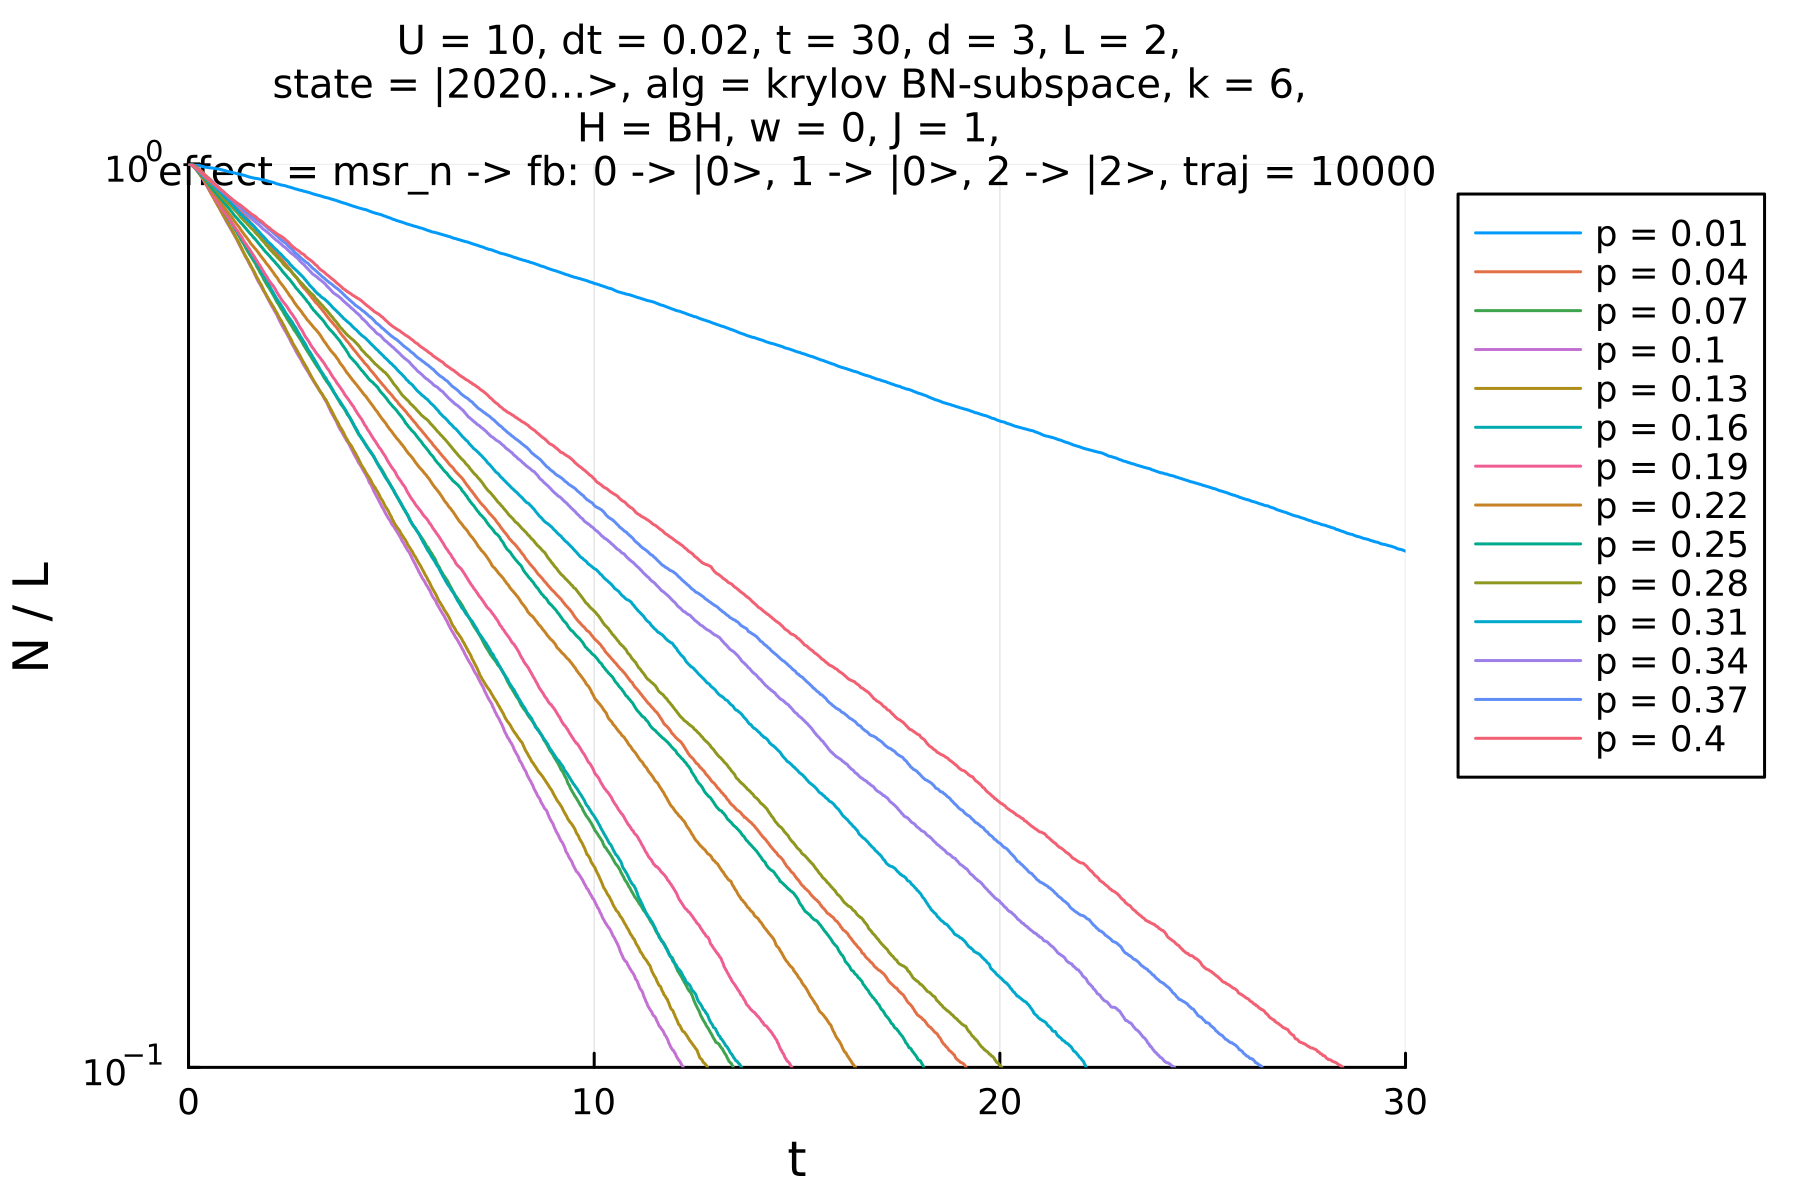 U = 10, dt = 0.02, t = 30, d = 3, L = 2,
state = |2020...>, alg = krylov BN-subspace, k = 6,
H = BH, w = 0, J = 1,
effect = msr_n -> fb: 0 -> |0>, 1 -> |0>, 2 -> |2>, traj = 10000
10⁰
10⁻¹
N / L
0 10 20 30
t
p = 0.01
p = 0.04
p = 0.07
p = 0.1
p = 0.13
p = 0.16
p = 0.19
p = 0.22
p = 0.25
p = 0.28
p = 0.31
p = 0.34
p = 0.37
p = 0.4